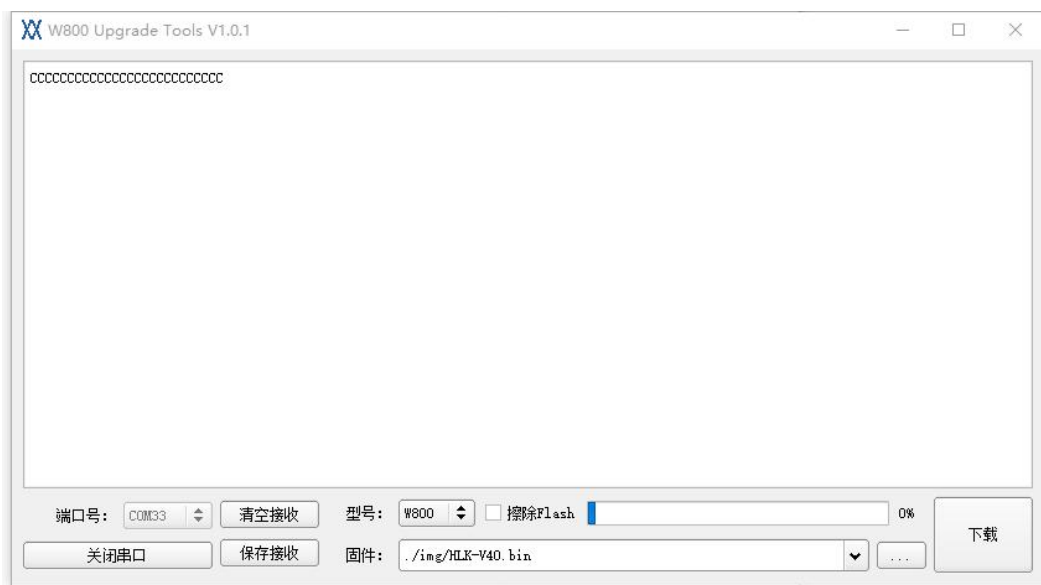 W800 Upgrade Tools V1.0.1
CCCCCCCCCCCCCCCCCCCCCCCCCC
端口号: COM33 清空接收 型号: W800 擦除Flash 0% 下载
关闭串口 保存接收 固件: ./img/HLK-V40.bin ...